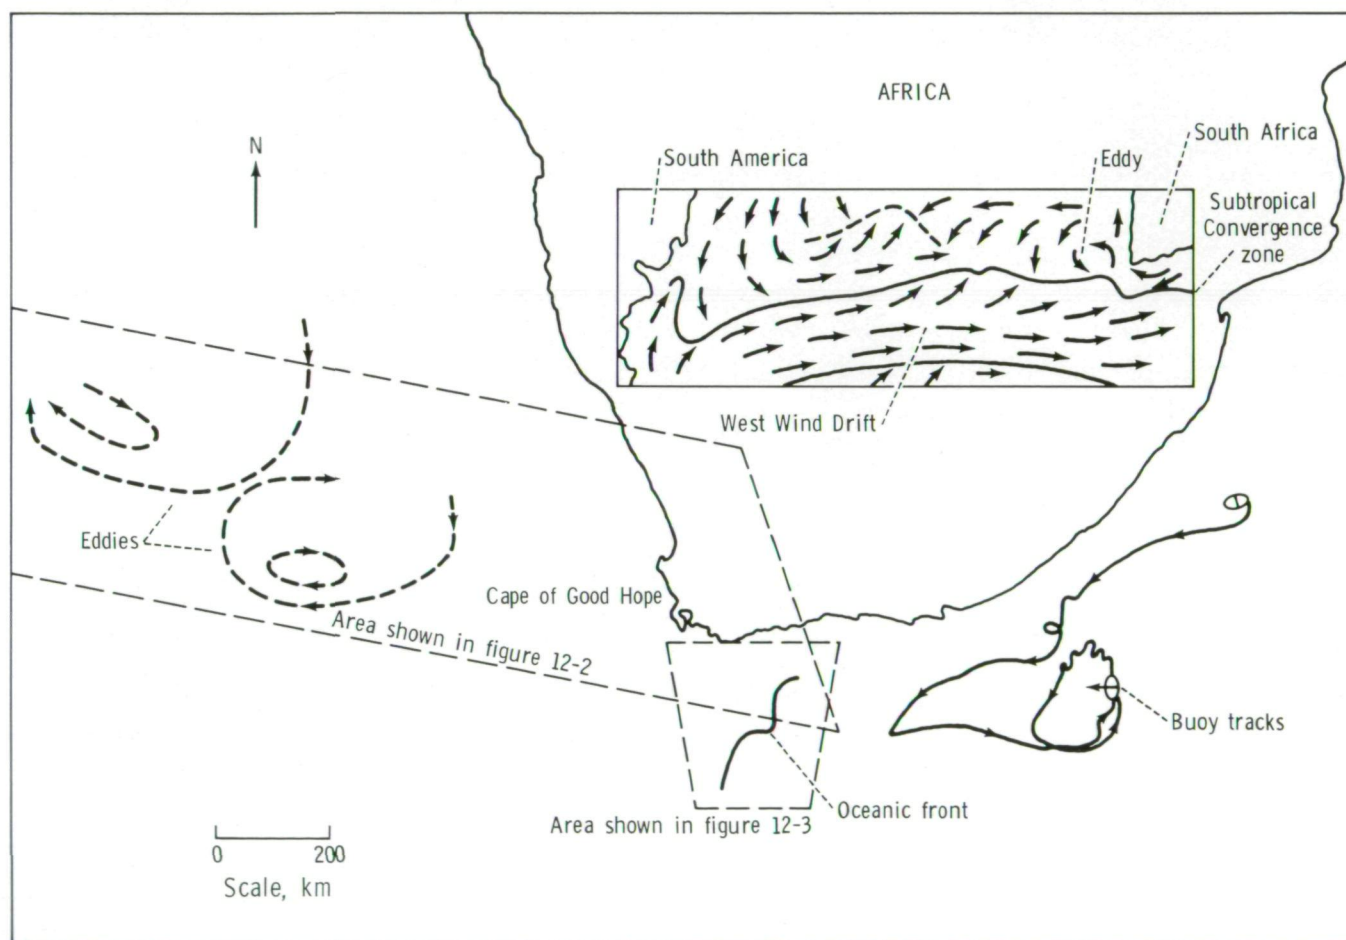 AFRICA
N
South America
Eddy
South Africa
Subtropical
Convergence
zone
West Wind Drift
Eddies
Cape of Good Hope
Area shown in figure 12-2
Buoy tracks
Oceanic front
Area shown in figure 12-3
0 200
Scale, km